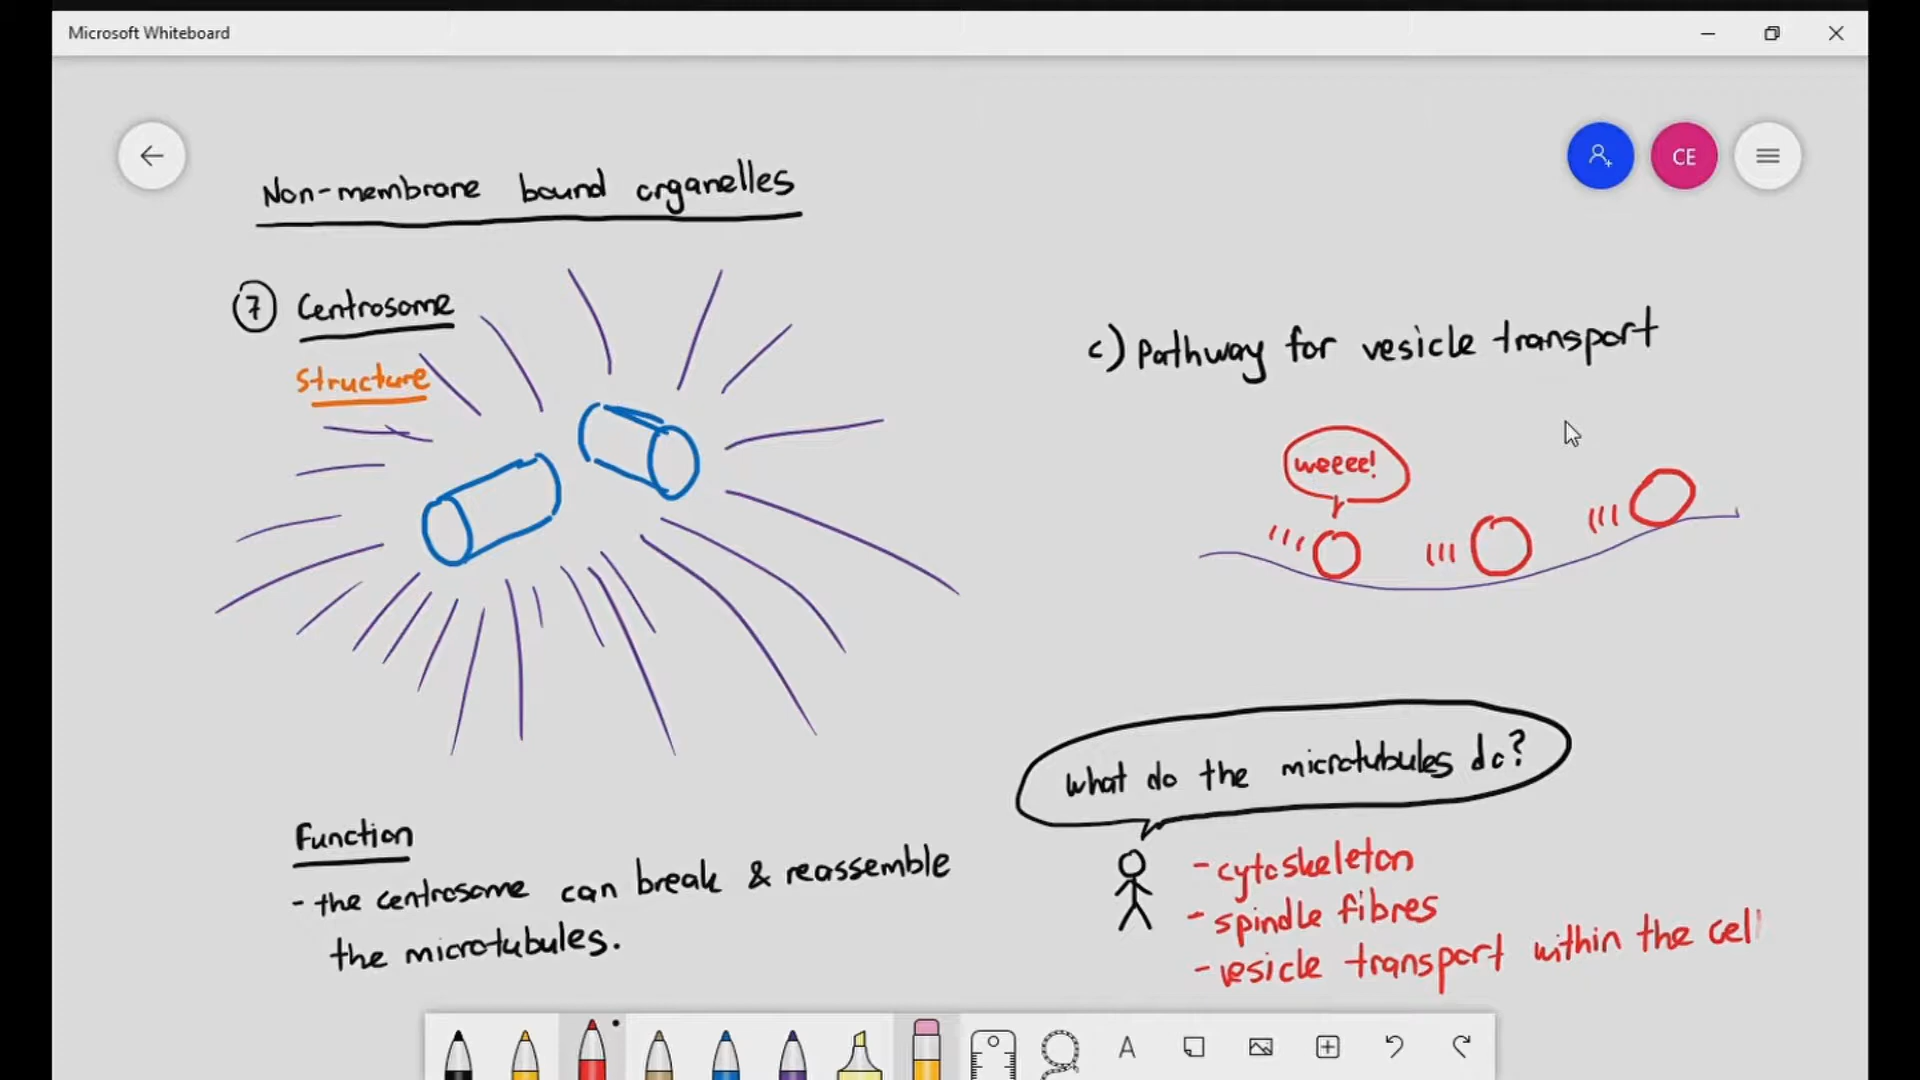 Microsoft Whiteboard
CE
Non-membrane bound organelles
7 Centrosome
Structure
c) Pathway for vesicle transport
weeee!
What do the microtubules do?
Function
- the centrosome can break & reassemble
the microtubules.
- cytoskeleton
- spindle fibres
- vesicle transport within the cell
A